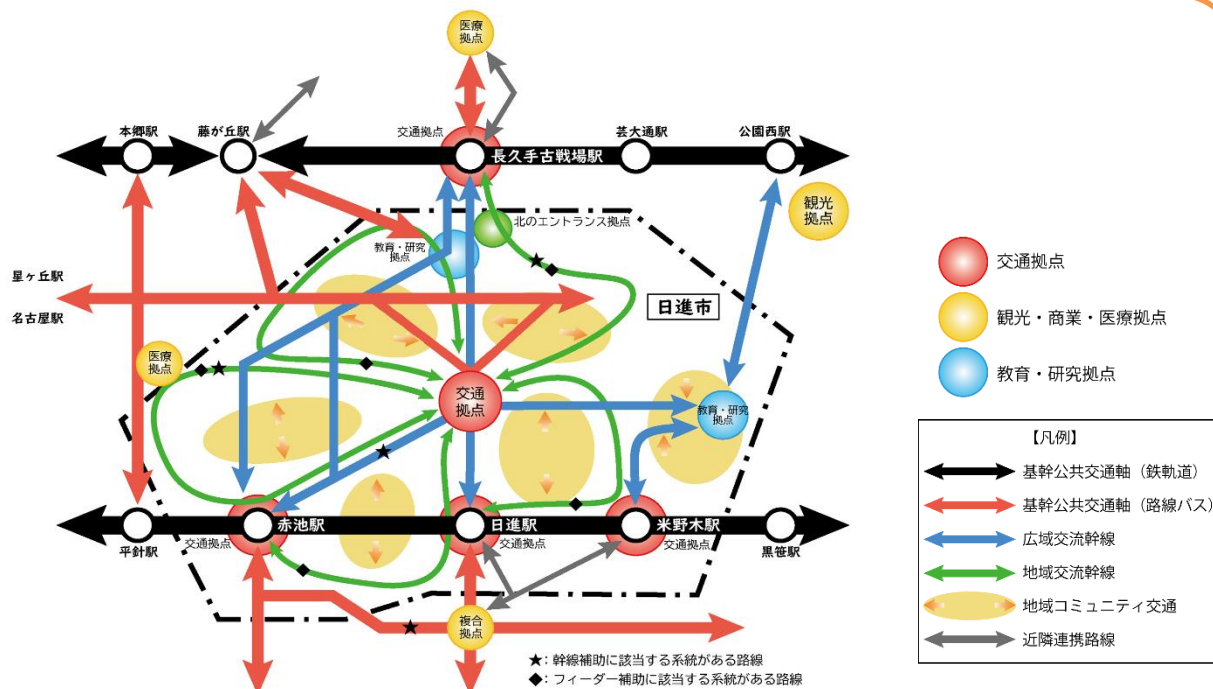 医療
拠点
本郷駅
藤が丘駅
交通拠点
長久手古戦場駅
芸大通駅
公園西駅
観光
拠点
北のエントランス拠点
教育・研究
拠点
星ヶ丘駅
名古屋駅
日進市
医療
拠点
交通
拠点
教育・研究
拠点
赤池駅
日進駅
米野木駅
平針駅
交通拠点
交通拠点
交通拠点
黒笹駅
複合
拠点
★：幹線補助に該当する系統がある路線
◆：フィーダー補助に該当する系統がある路線
交通拠点
観光・商業・医療拠点
教育・研究拠点
【凡例】
基幹公共交通軸（鉄軌道）
基幹公共交通軸（路線バス）
広域交流幹線
地域交流幹線
地域コミュニティ交通
近隣連携路線